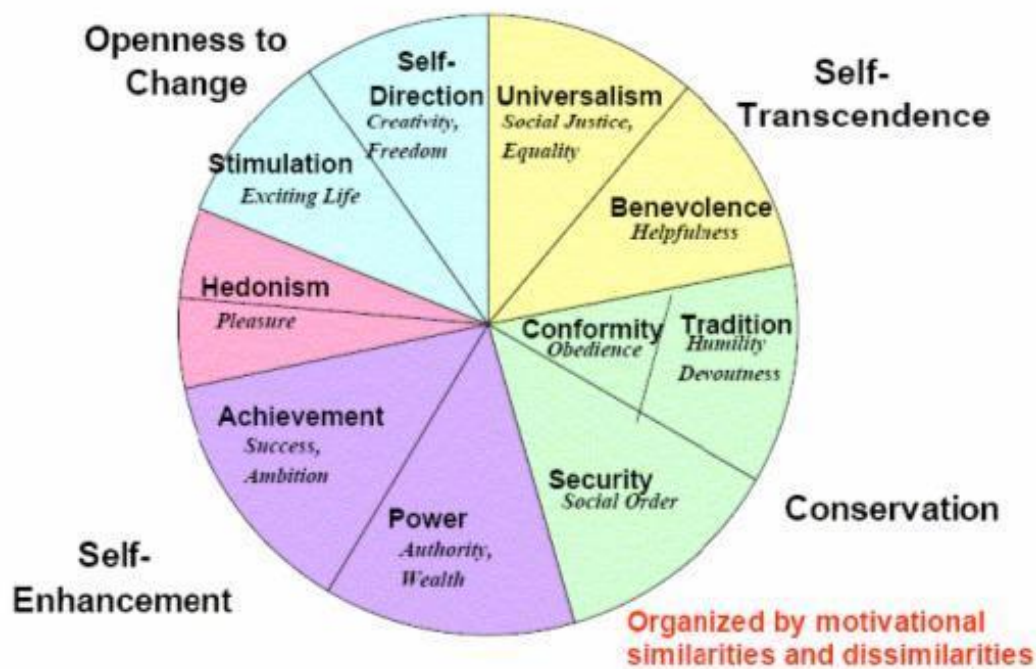 Openness to
Change
Self-
Direction
Creativity,
Freedom
Universalism
Social Justice,
Equality
Self-
Transcendence
Stimulation
Exciting Life
Benevolence
Helpfulness
Hedonism
Pleasure
Conformity
Obedience
Tradition
Humility
Devoutness
Achievement
Success,
Ambition
Security
Social Order
Power
Authority,
Wealth
Conservation
Self-
Enhancement
Organized by motivational
similarities and dissimilarities